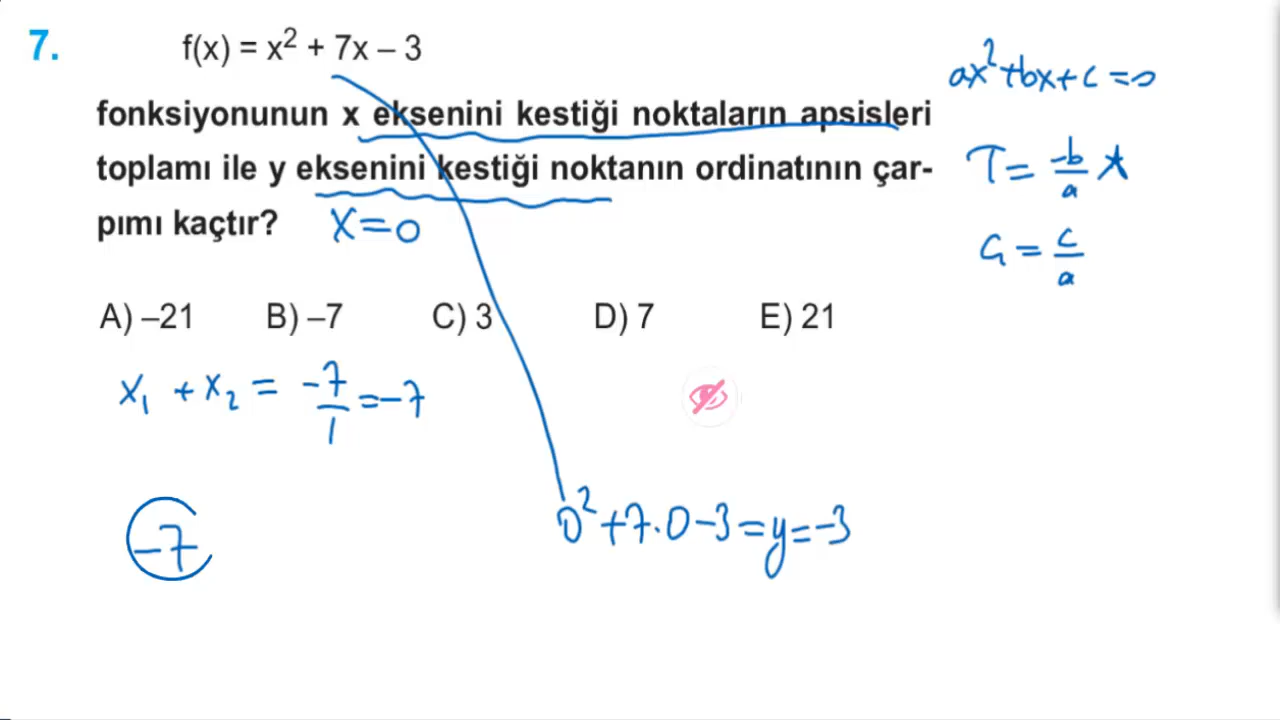 7.
f(x) = x² + 7x – 3
fonksiyonunun x eksenini kestiği noktaların apsisleri
toplamı ile y eksenini kestiği noktanın ordinatının çar-
pımı kaçtır?
x=0
A) –21 B) –7 C) 3 D) 7 E) 21
ax²+bx+c=0
T = -b/a ★
Ç = c/a
x₁ + x₂ = -7/1 = -7
0²+7.0-3=y=-3
-7